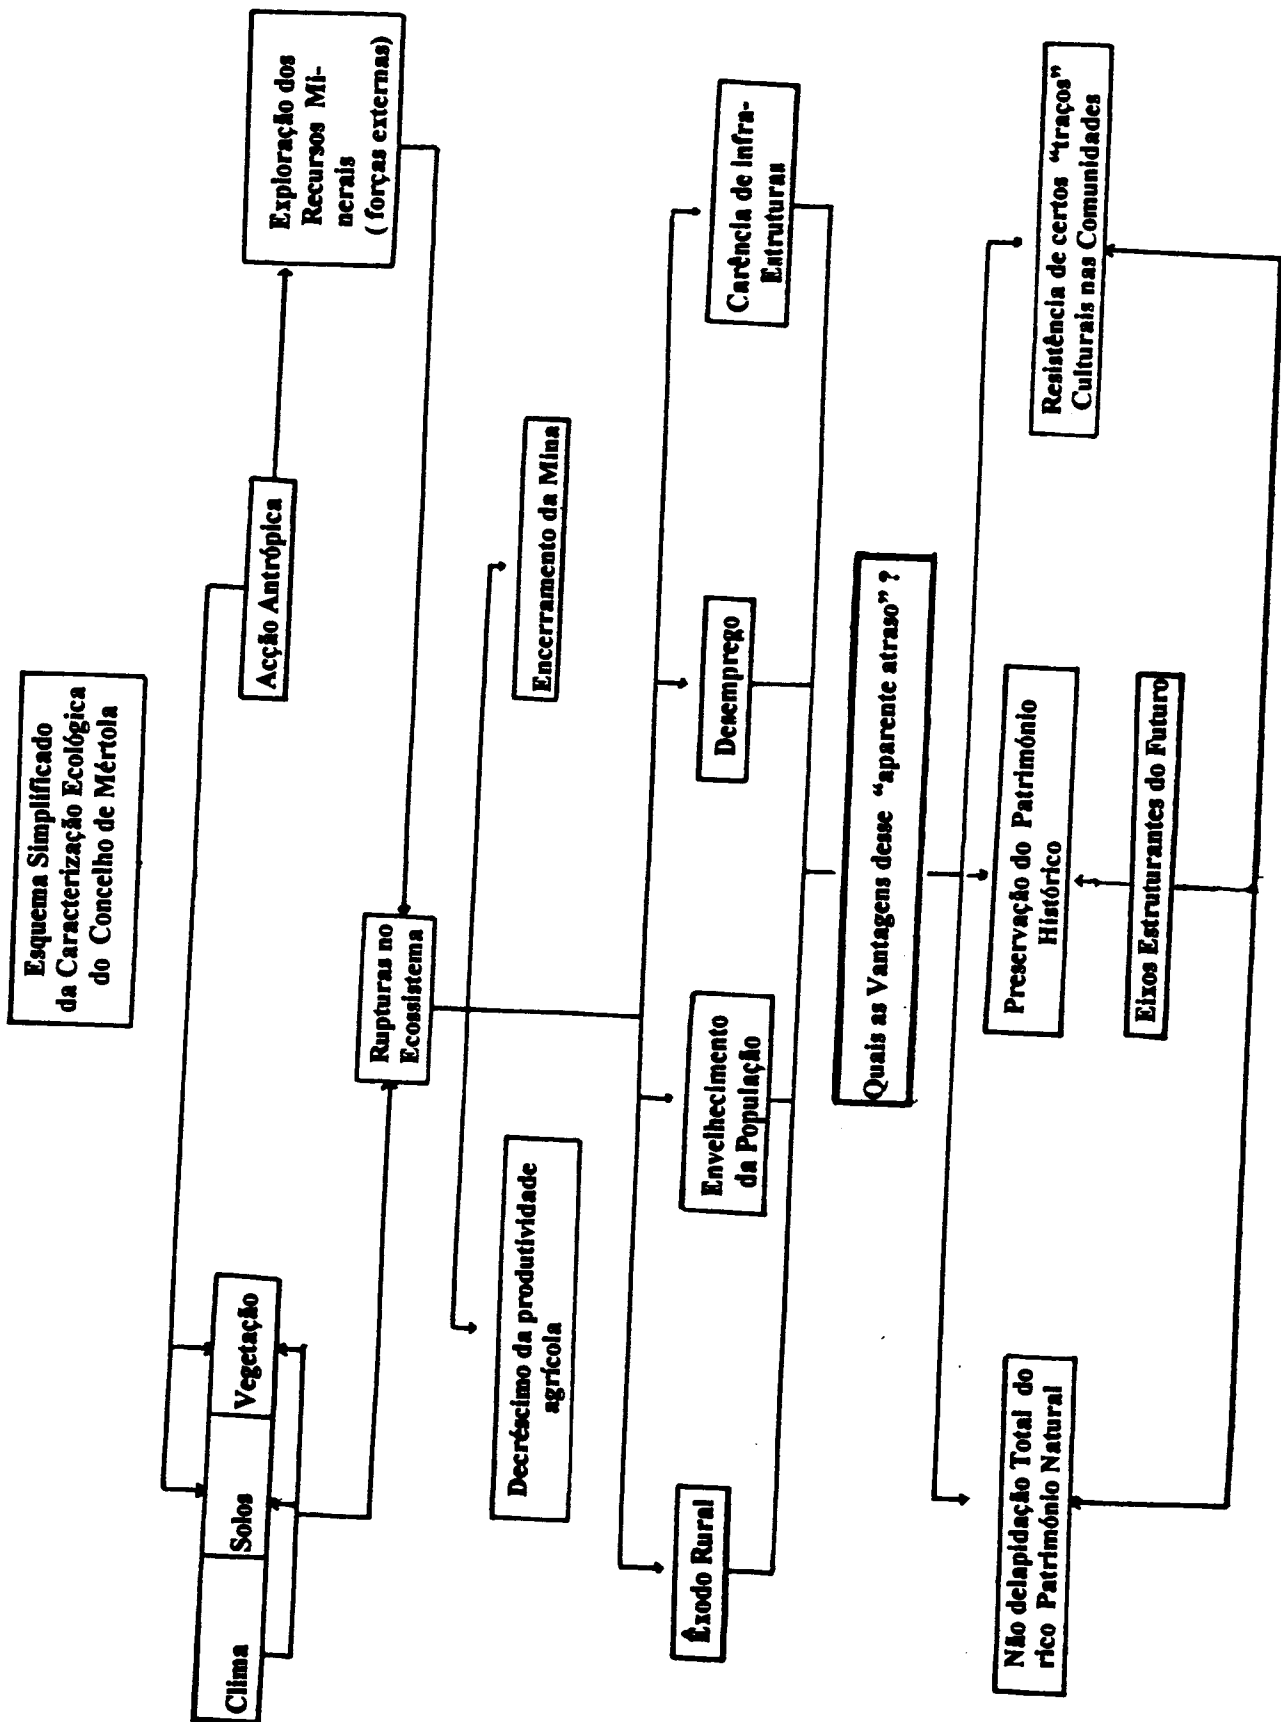 Esquema Simplificado
da Caracterização Ecológica
do Concelho de Mértola
Clima
Solos
Vegetação
Acção Antrópica
Exploração dos
Recursos Mi-
nerais
( forças externas)
Rupturas no
Ecossistema
Decréscimo da produtividade
agrícola
Encerramento da Mina
Êxodo Rural
Envelhecimento
da População
Desemprego
Carência de Infra-
Estruturas
Quais as Vantagens desse “aparente atraso” ?
Não delapidação Total do
rico Património Natural
Preservação do Património
Histórico
Resistência de certos “traços”
Culturais nas Comunidades
Eixos Estruturantes do Futuro